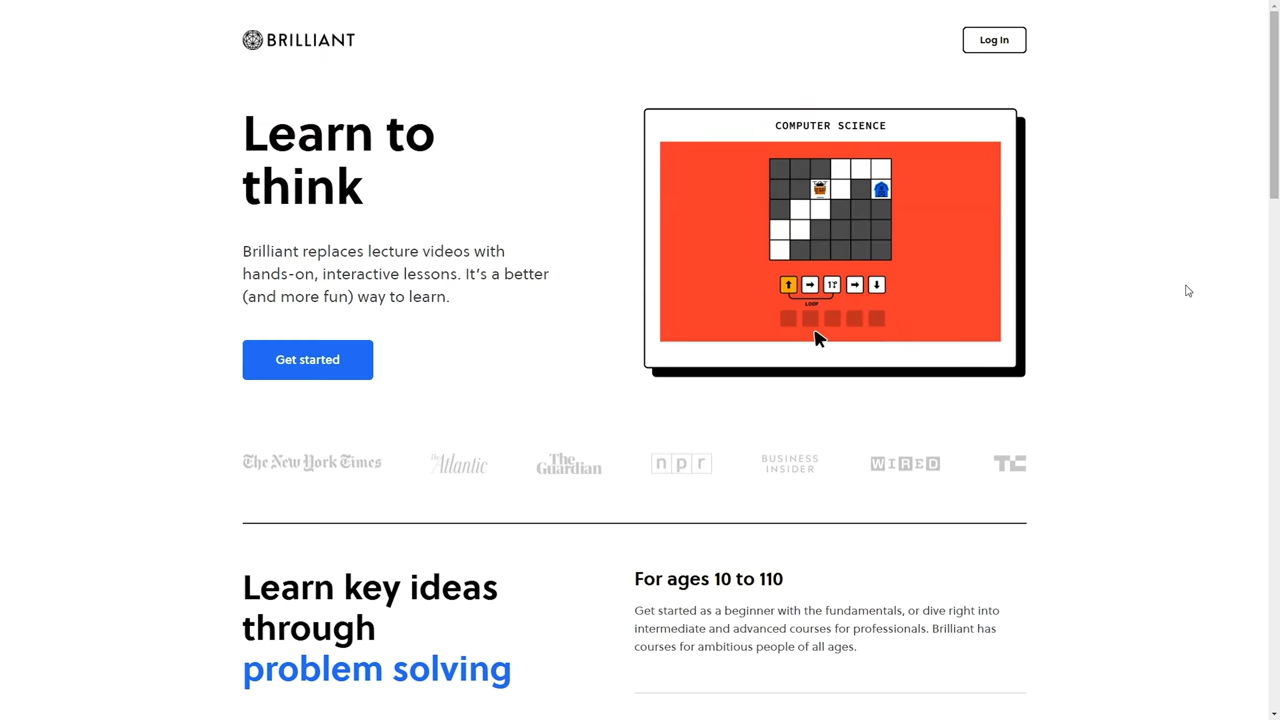 BRILLIANT
Log In
Learn to
think
Brilliant replaces lecture videos with
hands-on, interactive lessons. It's a better
(and more fun) way to learn.
Get started
COMPUTER SCIENCE
LOOP
The New York Times
The Atlantic
The Guardian
npr
BUSINESS INSIDER
WIRED
TC
Learn key ideas
through
problem solving
For ages 10 to 110
Get started as a beginner with the fundamentals, or dive right into
intermediate and advanced courses for professionals. Brilliant has
courses for ambitious people of all ages.